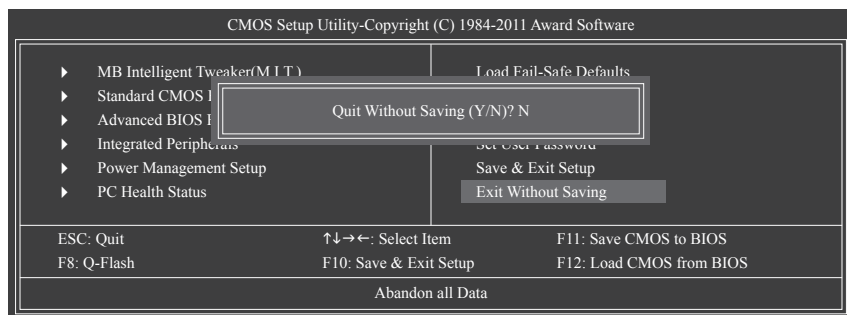 CMOS Setup Utility-Copyright (C) 1984-2011 Award Software
MB Intelligent Tweaker(M.I.T.)
Standard CMOS
Advanced BIOS
Integrated Peripherals
Power Management Setup
PC Health Status
Load Fail-Safe Defaults
Set User Password
Save & Exit Setup
Exit Without Saving
Quit Without Saving (Y/N)? N
ESC: Quit
↑↓→←: Select Item
F11: Save CMOS to BIOS
F8: Q-Flash
F10: Save & Exit Setup
F12: Load CMOS from BIOS
Abandon all Data